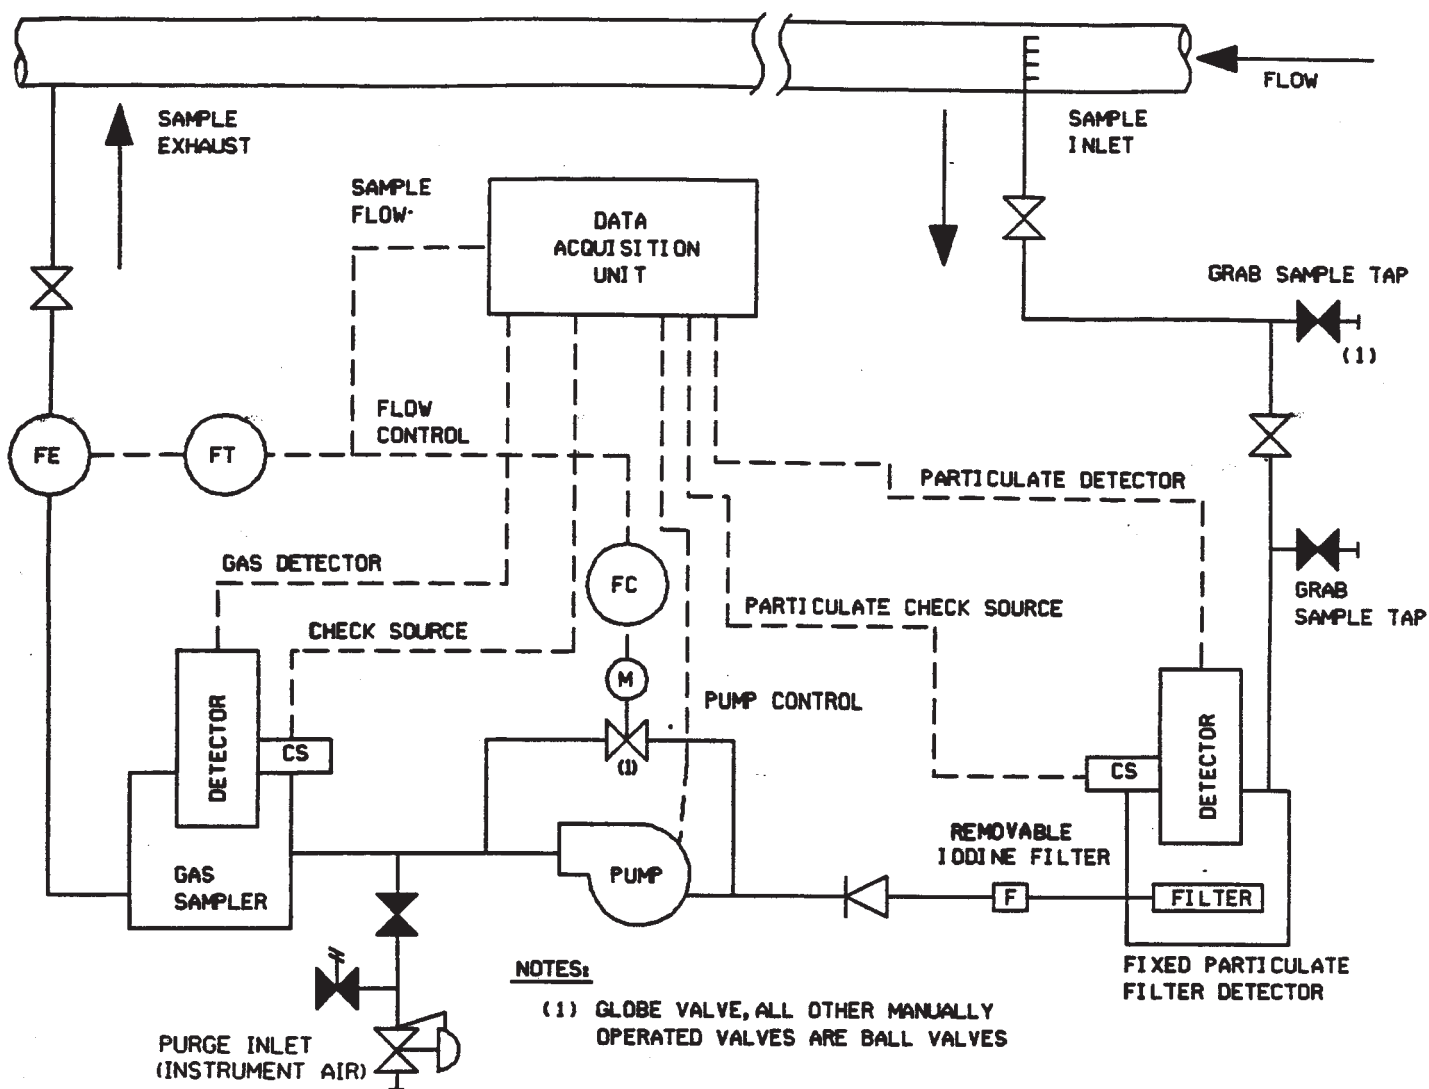 FLOW
SAMPLE
EXHAUST
SAMPLE
INLET
SAMPLE
FLOW
DATA
ACQUISITION
UNIT
GRAB SAMPLE TAP
(1)
FLOW
CONTROL
FE
FT
PARTICULATE DETECTOR
GAS DETECTOR
FC
GRAB
SAMPLE TAP
PARTICULATE CHECK SOURCE
CHECK SOURCE
M
PUMP CONTROL
DETECTOR
CS
(1)
CS
DETECTOR
REMOVABLE
IODINE FILTER
GAS
SAMPLER
PUMP
F
FILTER
FIXED PARTICULATE
FILTER DETECTOR
NOTES:
(1) GLOBE VALVE, ALL OTHER MANUALLY
OPERATED VALVES ARE BALL VALVES
PURGE INLET
(INSTRUMENT AIR)